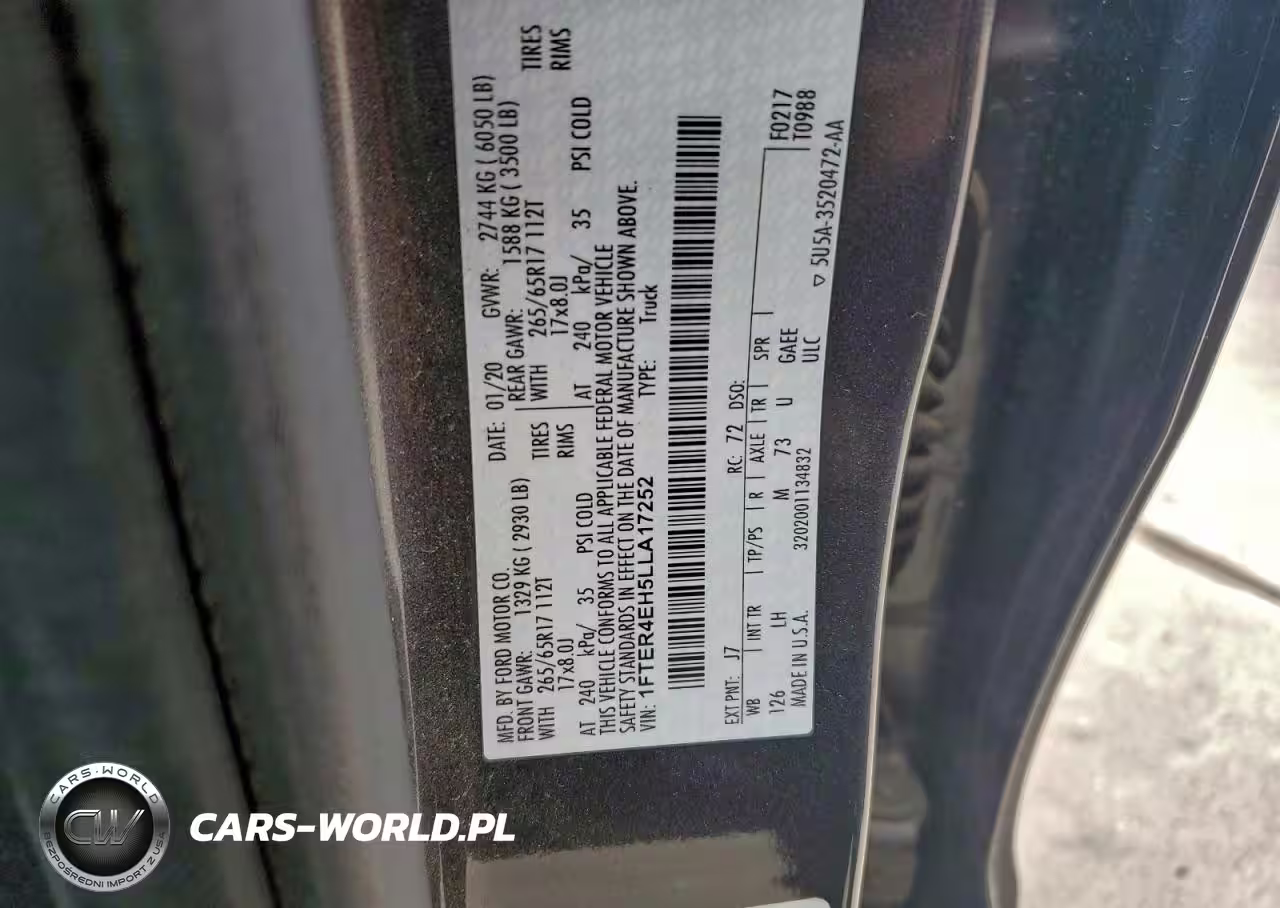 MFD. BY FORD MOTOR CO.
DATE: 01/20 GVWR: 2744 KG ( 6050 LB)
FRONT GAWR: 1329 KG ( 2930 LB) REAR GAWR: 1588 KG ( 3500 LB)
WITH 265/65R17 112T TIRES WITH 265/65R17 112T TIRES
17x8.0J RIMS 17x8.0J RIMS
AT 240 kPa/ 35 PSI COLD AT 240 kPa/ 35 PSI COLD
THIS VEHICLE CONFORMS TO ALL APPLICABLE FEDERAL MOTOR VEHICLE
SAFETY STANDARDS IN EFFECT ON THE DATE OF MANUFACTURE SHOWN ABOVE.
VIN: 1FTER4EH5LLA17252 TYPE: Truck
EXT PNT: J7 RC: 72 DSO:
WB INT TR TP/PS R AXLE TR SPR F0217
126 LH M 73 U GAEE T0988
MADE IN U.S.A. 3202001134832 ULC
▽ 5U5A-3520472-AA
CARS-WORLD
CW
BEZPOŚREDNI IMPORT Z USA
CARS-WORLD.PL